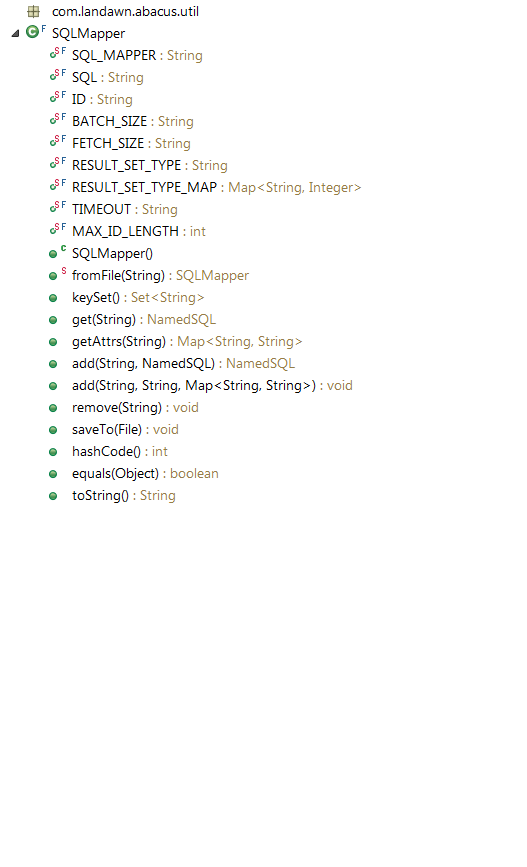 com.landawn.abacus.util
SQLMapper
SQL_MAPPER : String
SQL : String
ID : String
BATCH_SIZE : String
FETCH_SIZE : String
RESULT_SET_TYPE : String
RESULT_SET_TYPE_MAP : Map<String, Integer>
TIMEOUT : String
MAX_ID_LENGTH : int
SQLMapper()
fromFile(String) : SQLMapper
keySet() : Set<String>
get(String) : NamedSQL
getAttrs(String) : Map<String, String>
add(String, NamedSQL) : NamedSQL
add(String, String, Map<String, String>) : void
remove(String) : void
saveTo(File) : void
hashCode() : int
equals(Object) : boolean
toString() : String